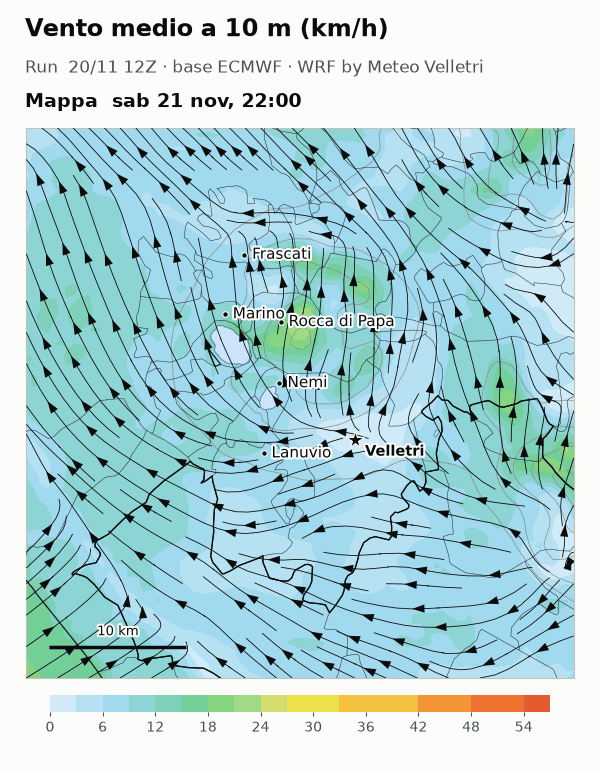 Vento medio a 10 m (km/h)
Run  20/11 12Z · base ECMWF · WRF by Meteo Velletri
Mappa  sab 21 nov, 22:00
Frascati
Marino
Rocca di Papa
Nemi
Velletri
Lanuvio
10 km
0 6 12 18 24 30 36 42 48 54